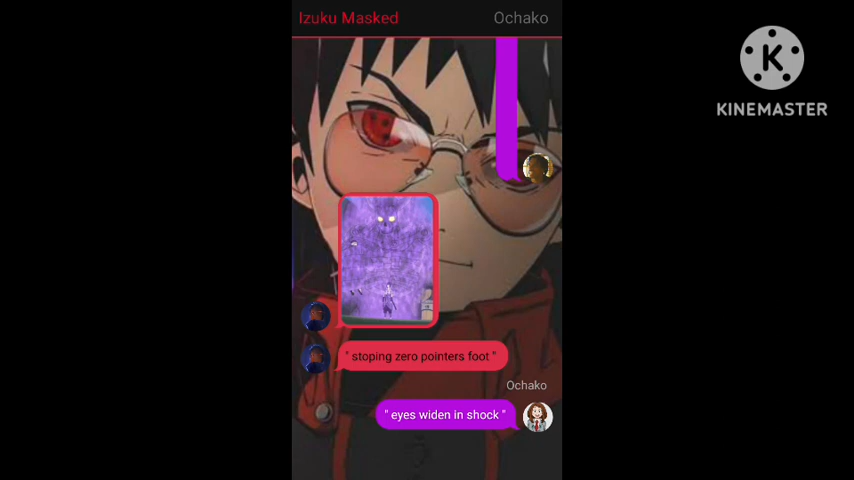 Izuku Masked
Ochako
KINEMASTER
" stoping zero pointers foot "
Ochako
" eyes widen in shock "